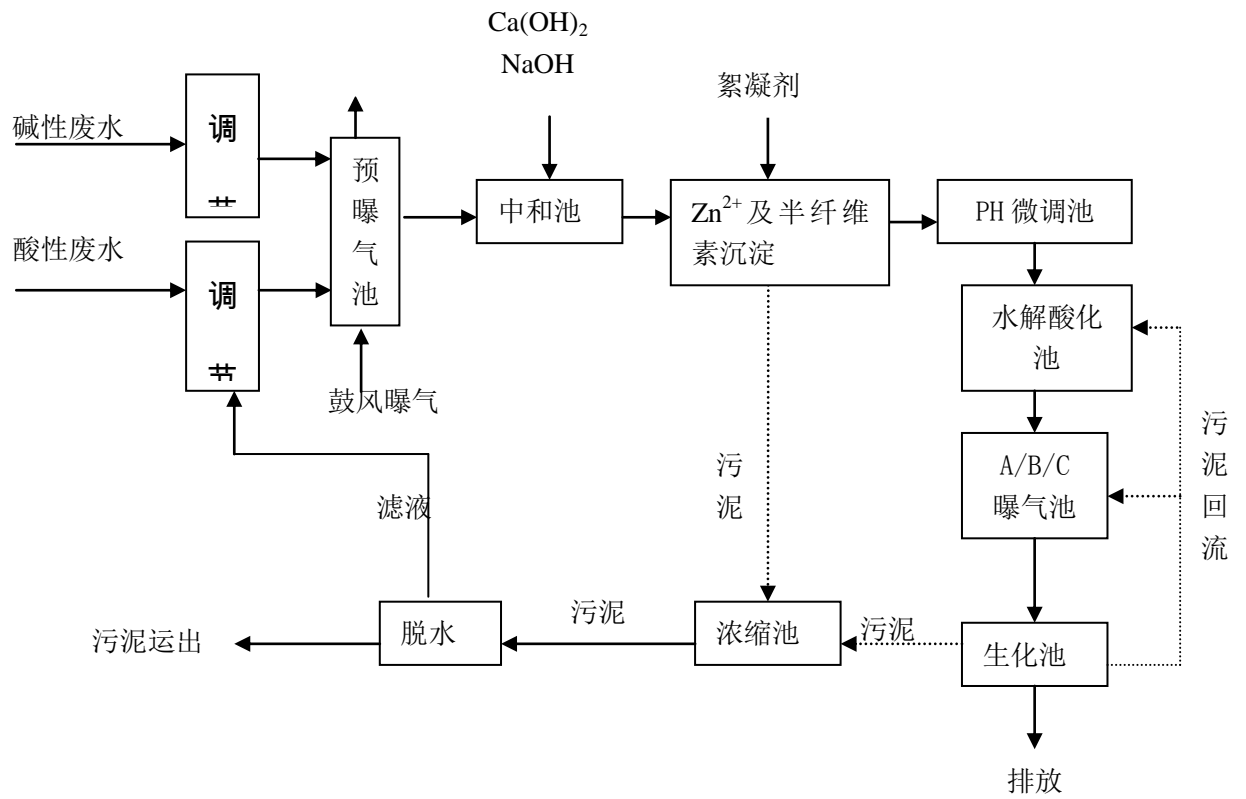 Ca(OH)₂
NaOH
絮凝剂
碱性废水
调
预
曝
气
池
中和池
Zn²⁺及半纤维
素沉淀
PH 微调池
酸性废水
调
鼓风曝气
水解酸化
池
A/B/C
曝气池
污
泥
回
流
污
泥
滤液
污泥运出
脱水
污泥
浓缩池
污泥
生化池
排放